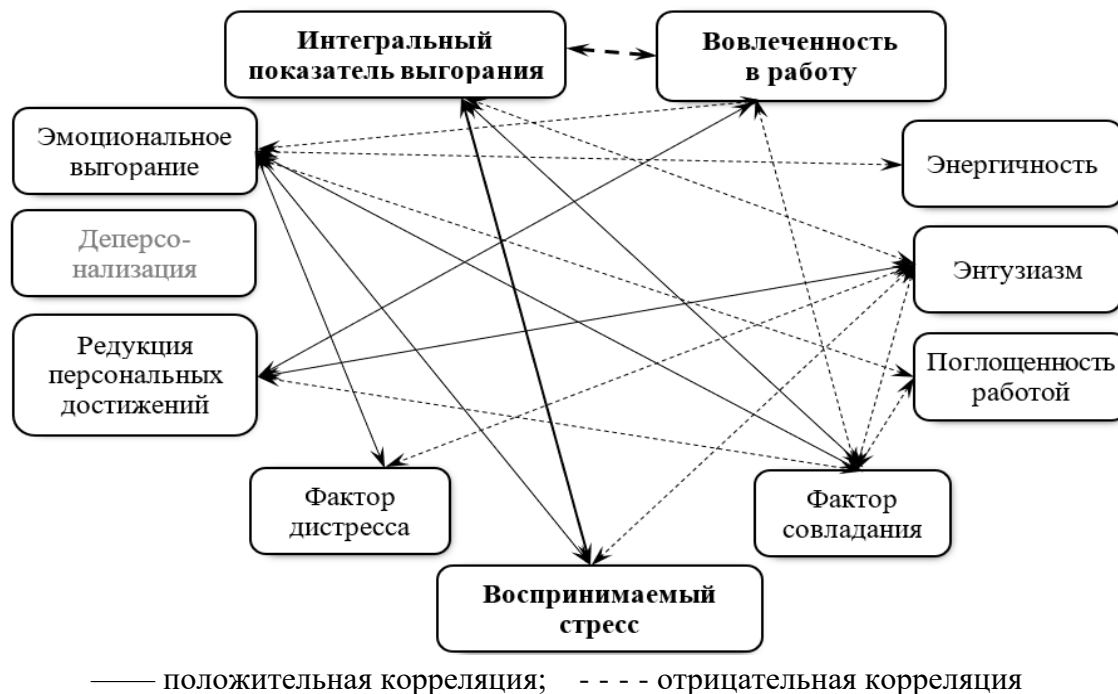 Интегральный
показатель выгорания
Вовлеченность
в работу
Эмоциональное
выгорание
Энергичность
Деперсо-
нализация
Энтузиазм
Редукция
персональных
достижений
Поглощенность
работой
Фактор
дистресса
Фактор
совладания
Воспринимаемый
стресс
—— положительная корреляция; - - - - отрицательная корреляция